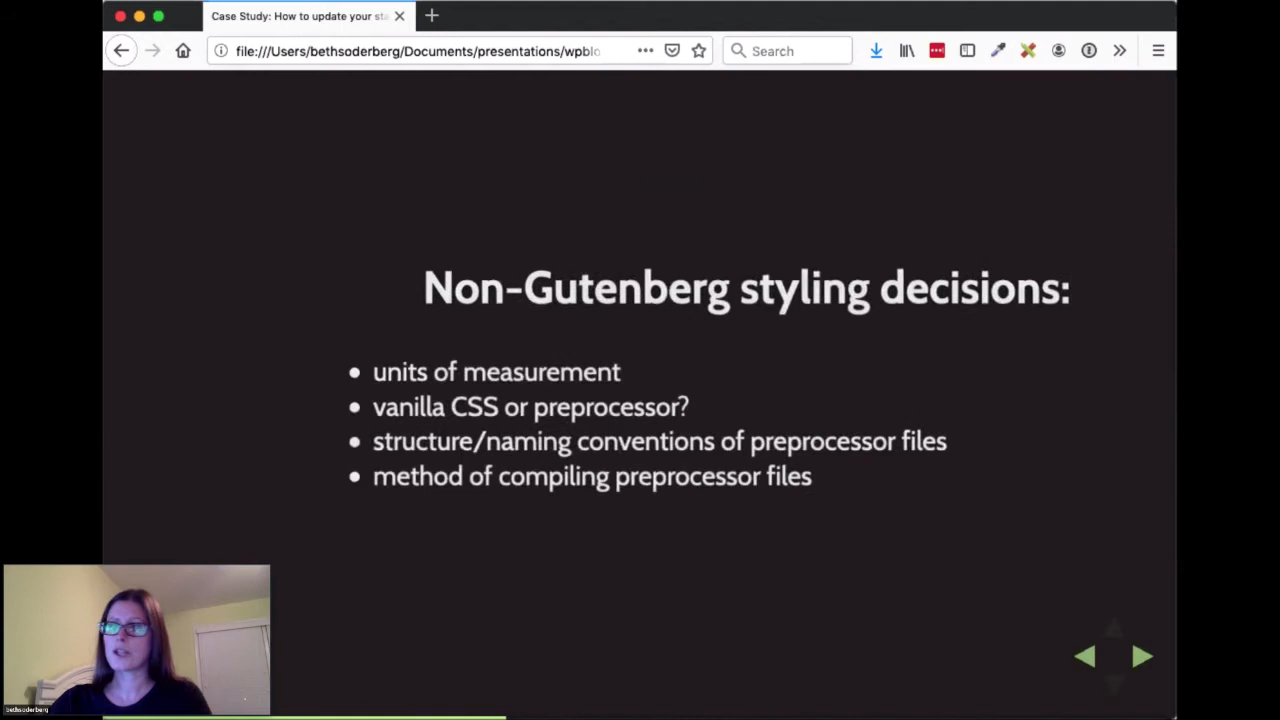 Case Study: How to update your sta
file:///Users/bethsoderberg/Documents/presentations/wpblo
Search
Non-Gutenberg styling decisions:
units of measurement
vanilla CSS or preprocessor?
structure/naming conventions of preprocessor files
method of compiling preprocessor files
bethsoderberg